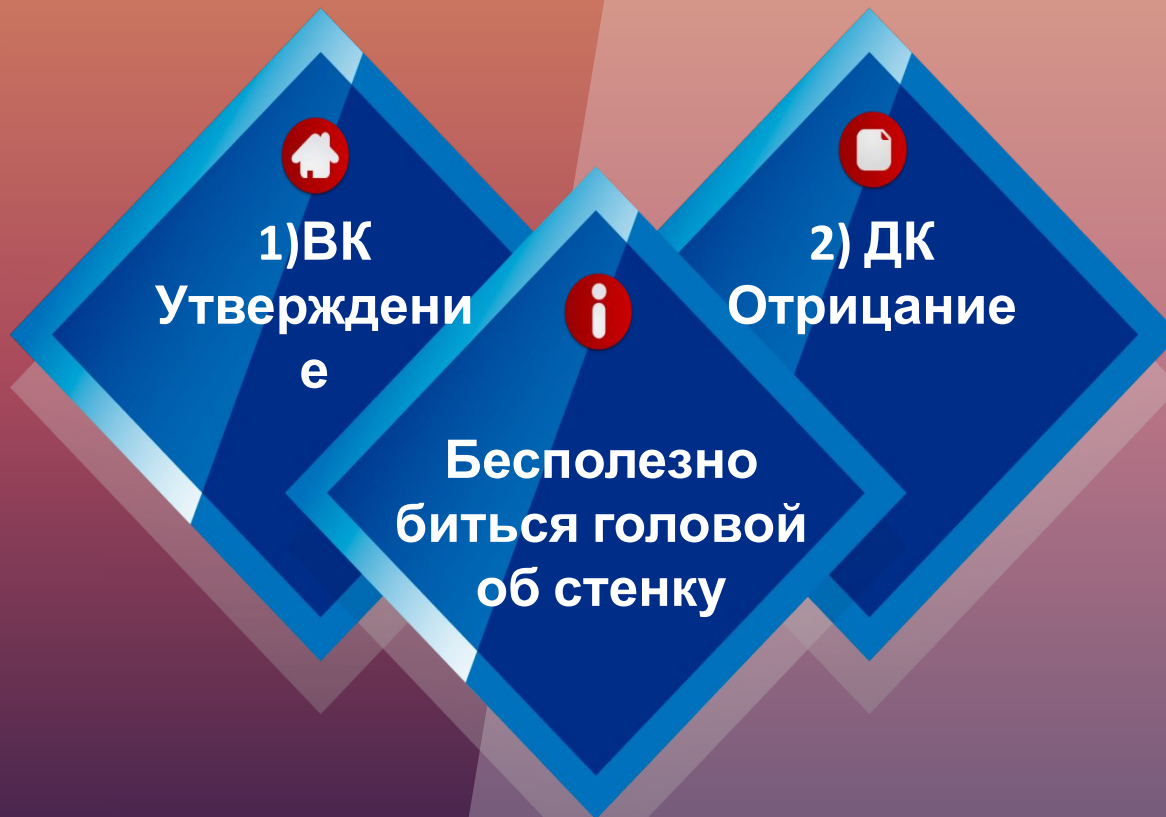 1)ВК
Утверждени
е
2) ДК
Отрицание
Бесполезно
биться головой
об стенку